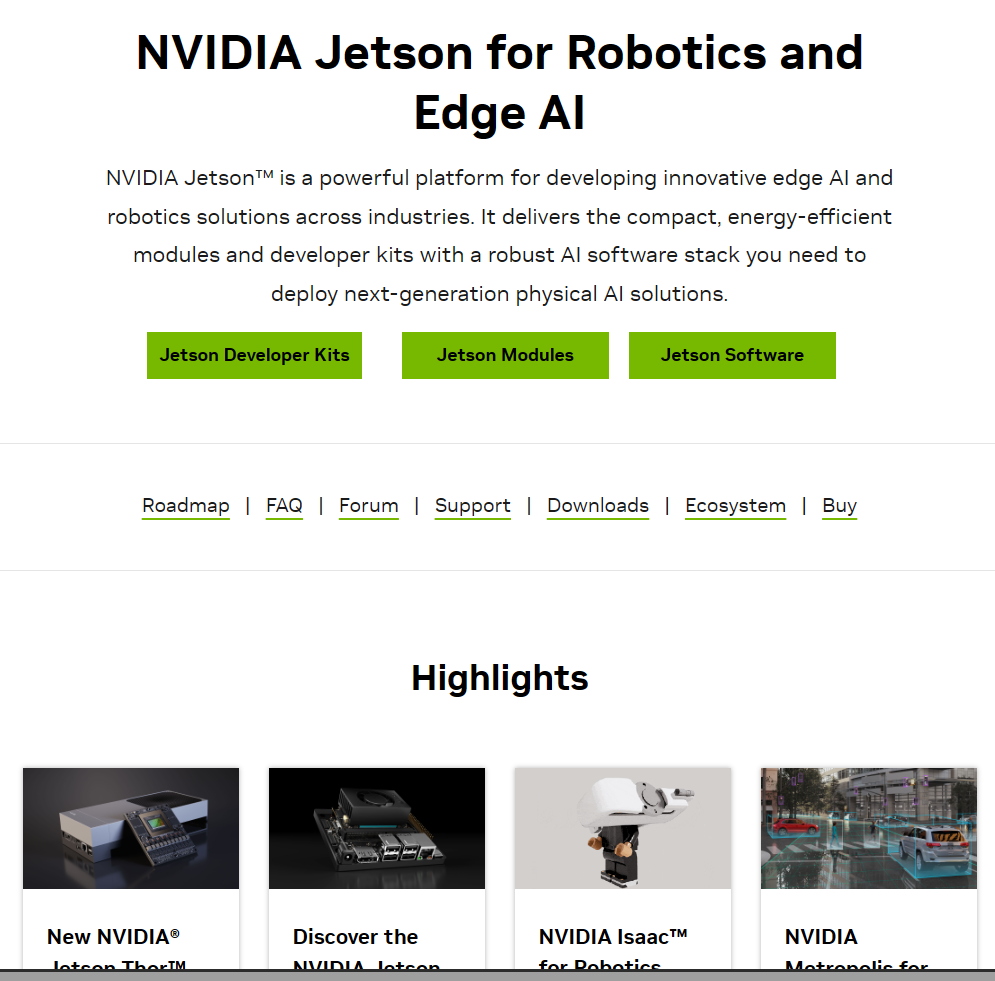 NVIDIA Jetson for Robotics and
Edge AI
NVIDIA Jetson™ is a powerful platform for developing innovative edge AI and
robotics solutions across industries. It delivers the compact, energy-efficient
modules and developer kits with a robust AI software stack you need to
deploy next-generation physical AI solutions.
Jetson Developer Kits
Jetson Modules
Jetson Software
Roadmap | FAQ | Forum | Support | Downloads | Ecosystem | Buy
Highlights
New NVIDIA®
Jetson Thor™
Discover the
NVIDIA Jetson
NVIDIA Isaac™
for Robotics
NVIDIA
Metropolis for